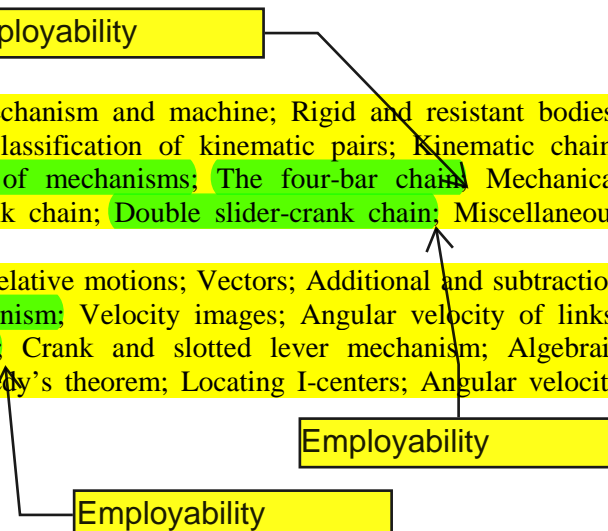 ployability
chanism and machine; Rigid and resistant bodies
lassification of kinematic pairs; Kinematic chain
of mechanisms; The four-bar chain; Mechanica
k chain; Double slider-crank chain; Miscellaneou
elative motions; Vectors; Additional and subtractio
nism; Velocity images; Angular velocity of links
; Crank and slotted lever mechanism; Algebrai
edy's theorem; Locating I-centers; Angular velocit
Employability
Employability